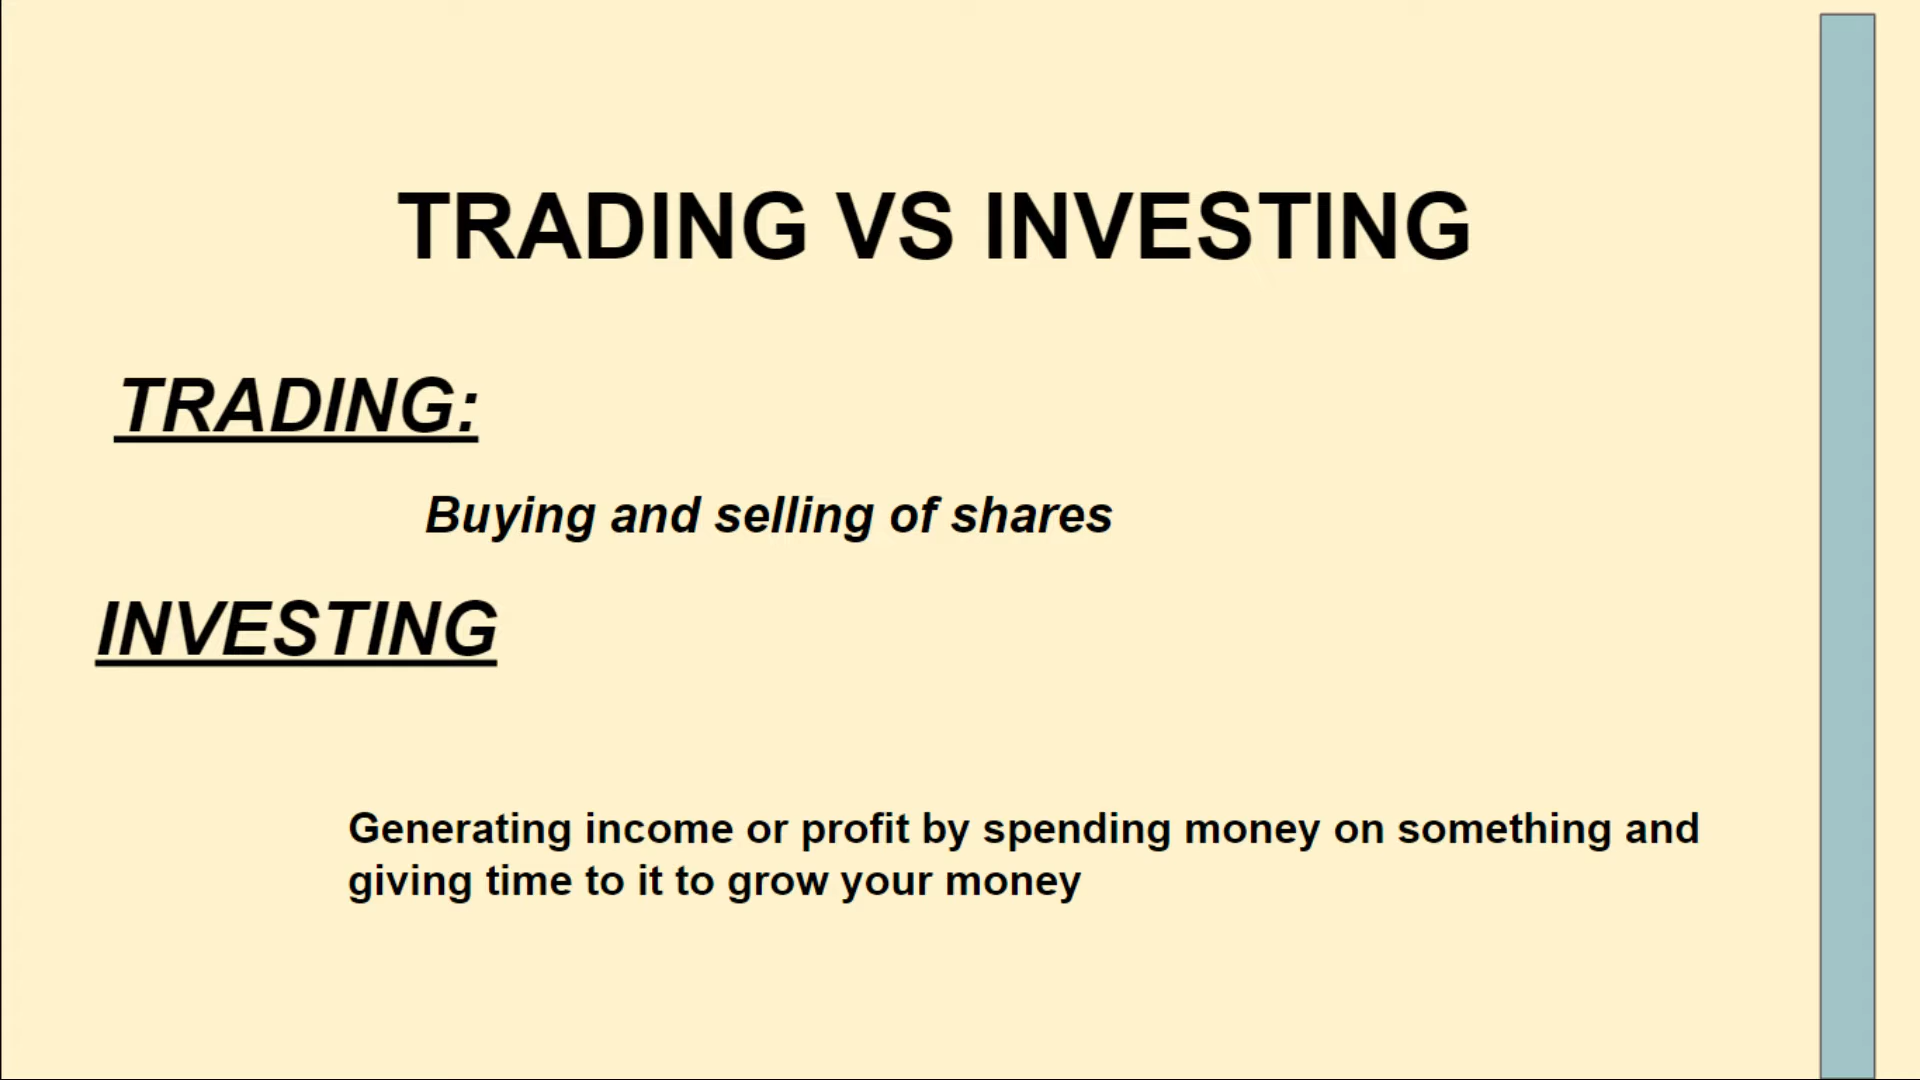 TRADING VS INVESTING
TRADING:
Buying and selling of shares
INVESTING
Generating income or profit by spending money on something and
giving time to it to grow your money